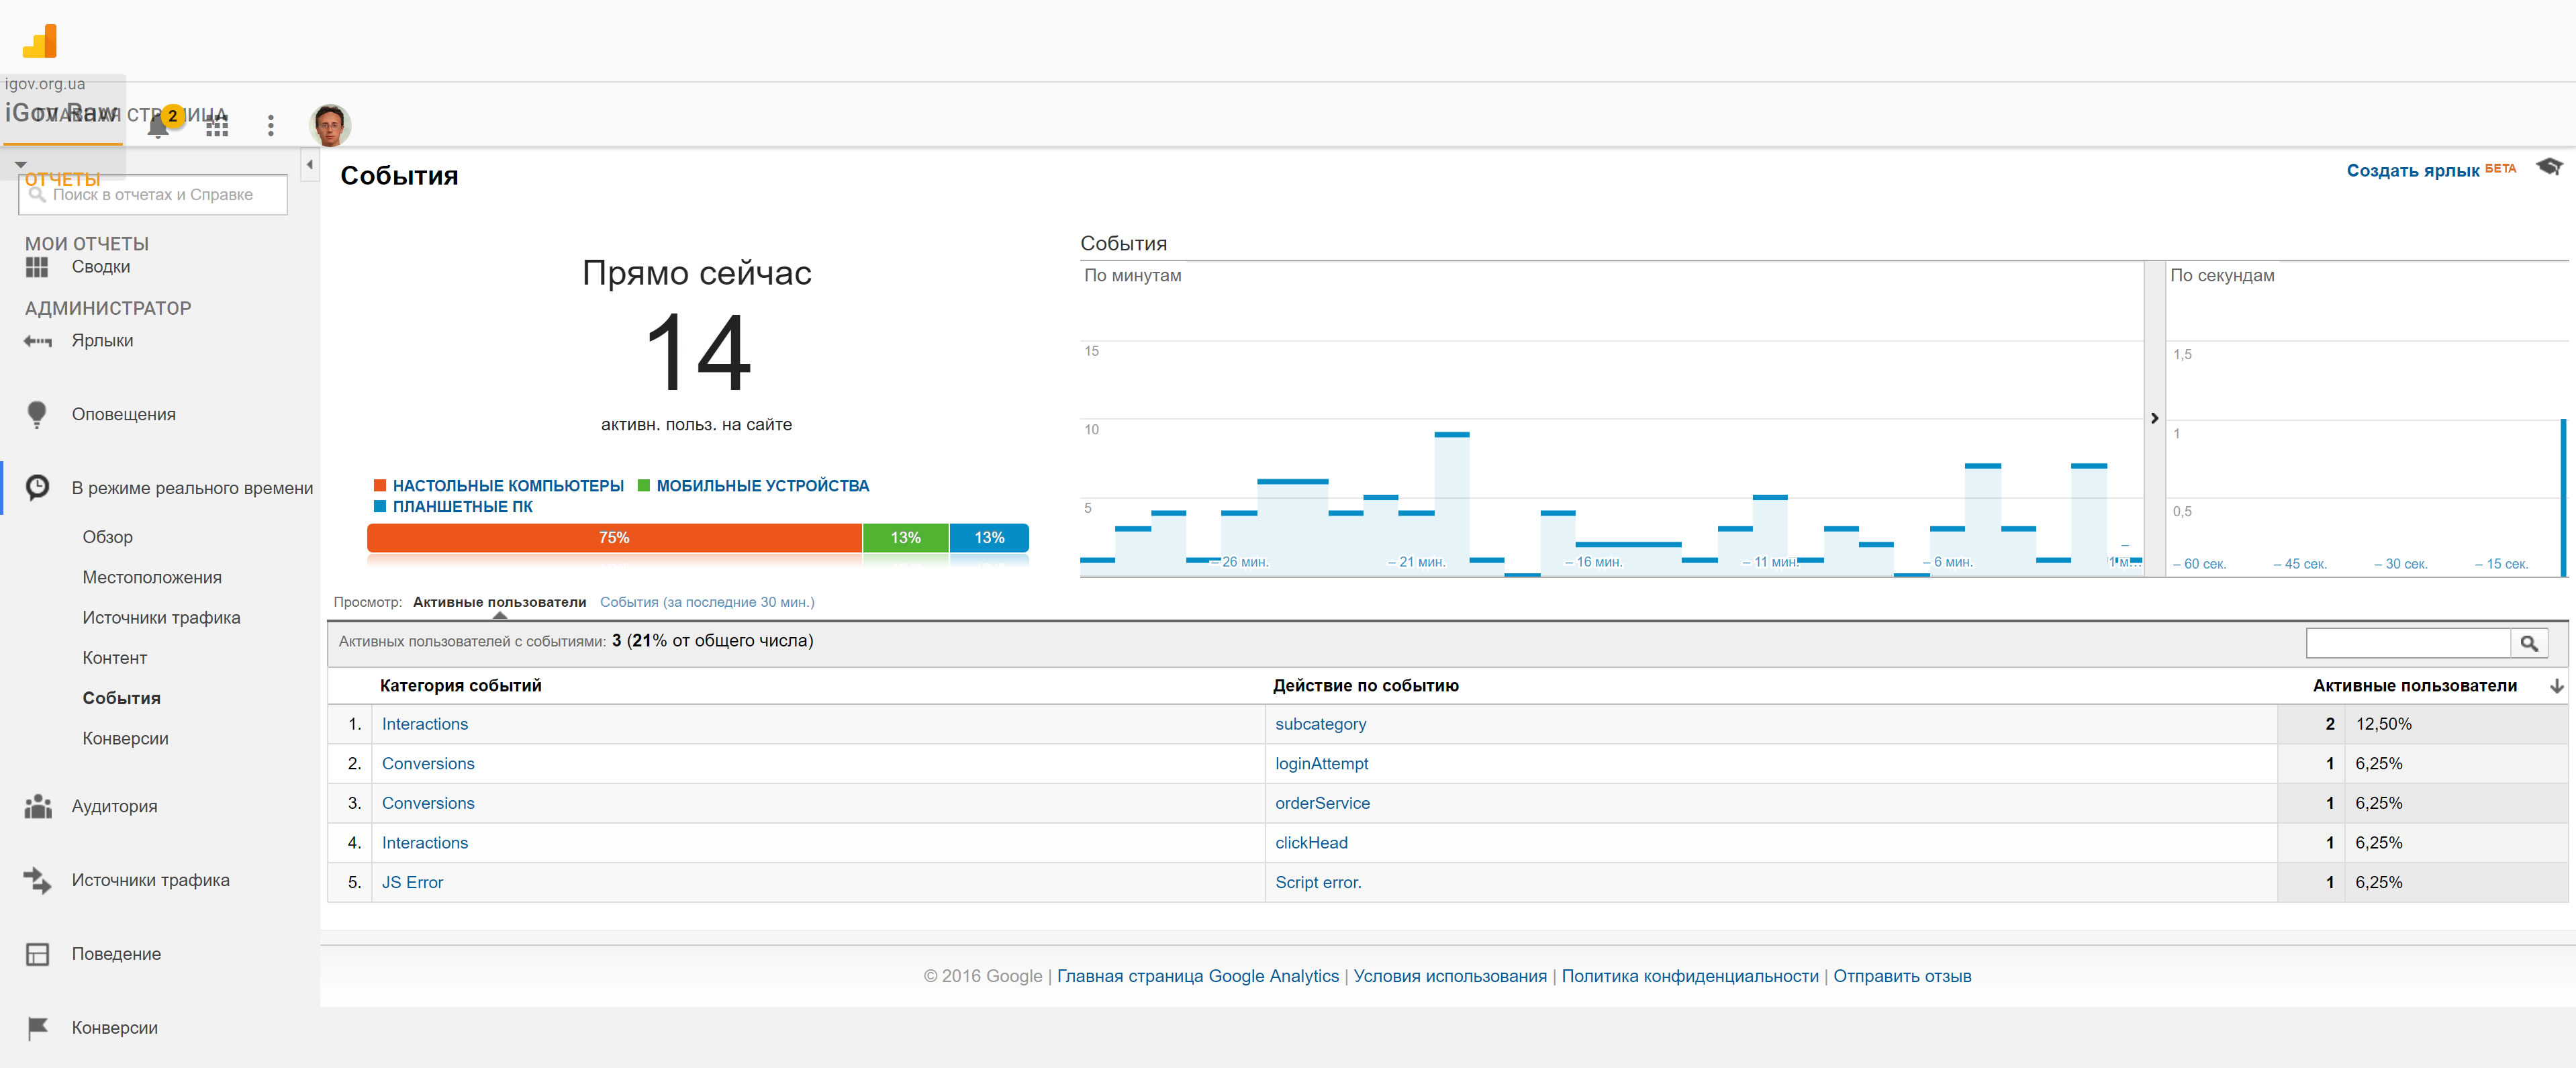 igov.org.ua
iGov Raw
ГЛАВНАЯ СТРАНИЦА
2
ОТЧЕТЫ
Поиск в отчетах и Справке
МОИ ОТЧЕТЫ
Сводки
АДМИНИСТРАТОР
Ярлыки
Оповещения
В режиме реального времени
Обзор
Местоположения
Источники трафика
Контент
События
Конверсии
Аудитория
Источники трафика
Поведение
Конверсии
События
Создать ярлык БЕТА
Прямо сейчас
14
активн. польз. на сайте
НАСТОЛЬНЫЕ КОМПЬЮТЕРЫ МОБИЛЬНЫЕ УСТРОЙСТВА
ПЛАНШЕТНЫЕ ПК
75% 13% 13%
События
По минутам
15
10
5
– 26 мин. – 21 мин. – 16 мин. – 11 мин. – 6 мин. – 1 м…
По секундам
1,5
1
0,5
– 60 сек. – 45 сек. – 30 сек. – 15 сек.
Просмотр: Активные пользователи События (за последние 30 мин.)
Активных пользователей с событиями: 3 (21% от общего числа)
Категория событий Действие по событию Активные пользователи
1. Interactions subcategory 2 12,50%
2. Conversions loginAttempt 1 6,25%
3. Conversions orderService 1 6,25%
4. Interactions clickHead 1 6,25%
5. JS Error Script error. 1 6,25%
© 2016 Google | Главная страница Google Analytics | Условия использования | Политика конфиденциальности | Отправить отзыв